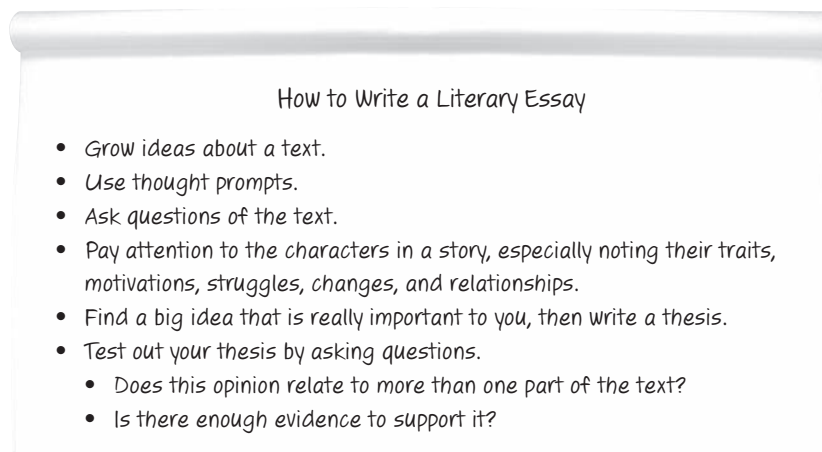 How to Write a Literary Essay
• Grow ideas about a text.
• Use thought prompts.
• Ask questions of the text.
• Pay attention to the characters in a story, especially noting their traits,
motivations, struggles, changes, and relationships.
• Find a big idea that is really important to you, then write a thesis.
• Test out your thesis by asking questions.
• Does this opinion relate to more than one part of the text?
• Is there enough evidence to support it?